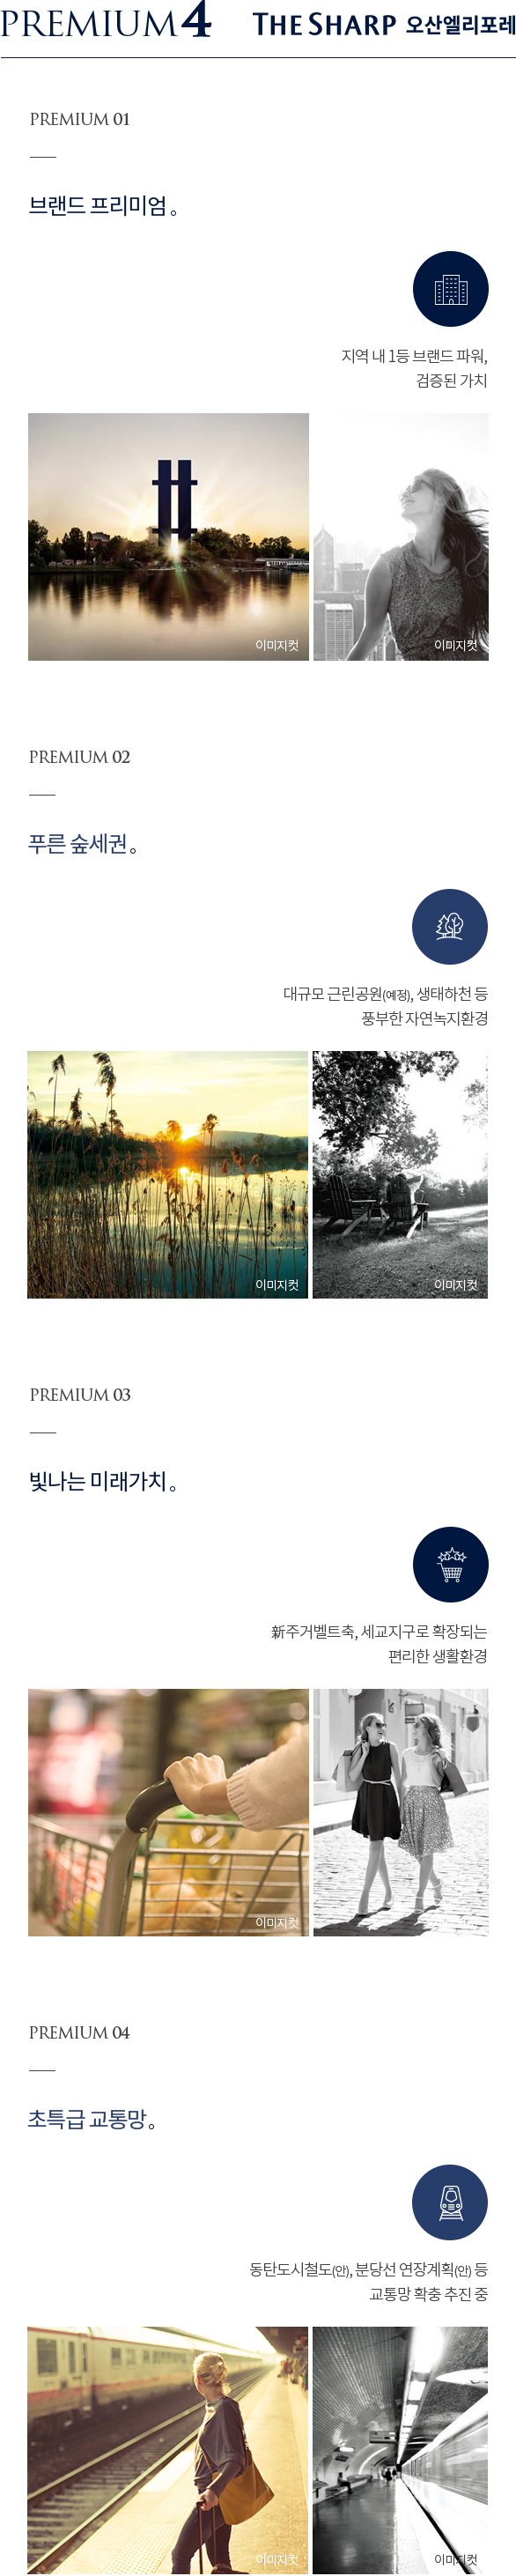 PREMIUM4 THE SHARP 오산엘리포레
PREMIUM 01
브랜드 프리미엄。
지역 내 1등 브랜드 파워,
검증된 가치
이미지컷 이미지컷
PREMIUM 02
푸른 숲세권。
대규모 근린공원(예정), 생태하천 등
풍부한 자연녹지환경
이미지컷 이미지컷
PREMIUM 03
빛나는 미래가치。
新주거벨트축, 세교지구로 확장되는
편리한 생활환경
이미지컷
PREMIUM 04
초특급 교통망。
동탄도시철도(안), 분당선 연장계획(안) 등
교통망 확충 추진 중
이미지컷 이미지컷